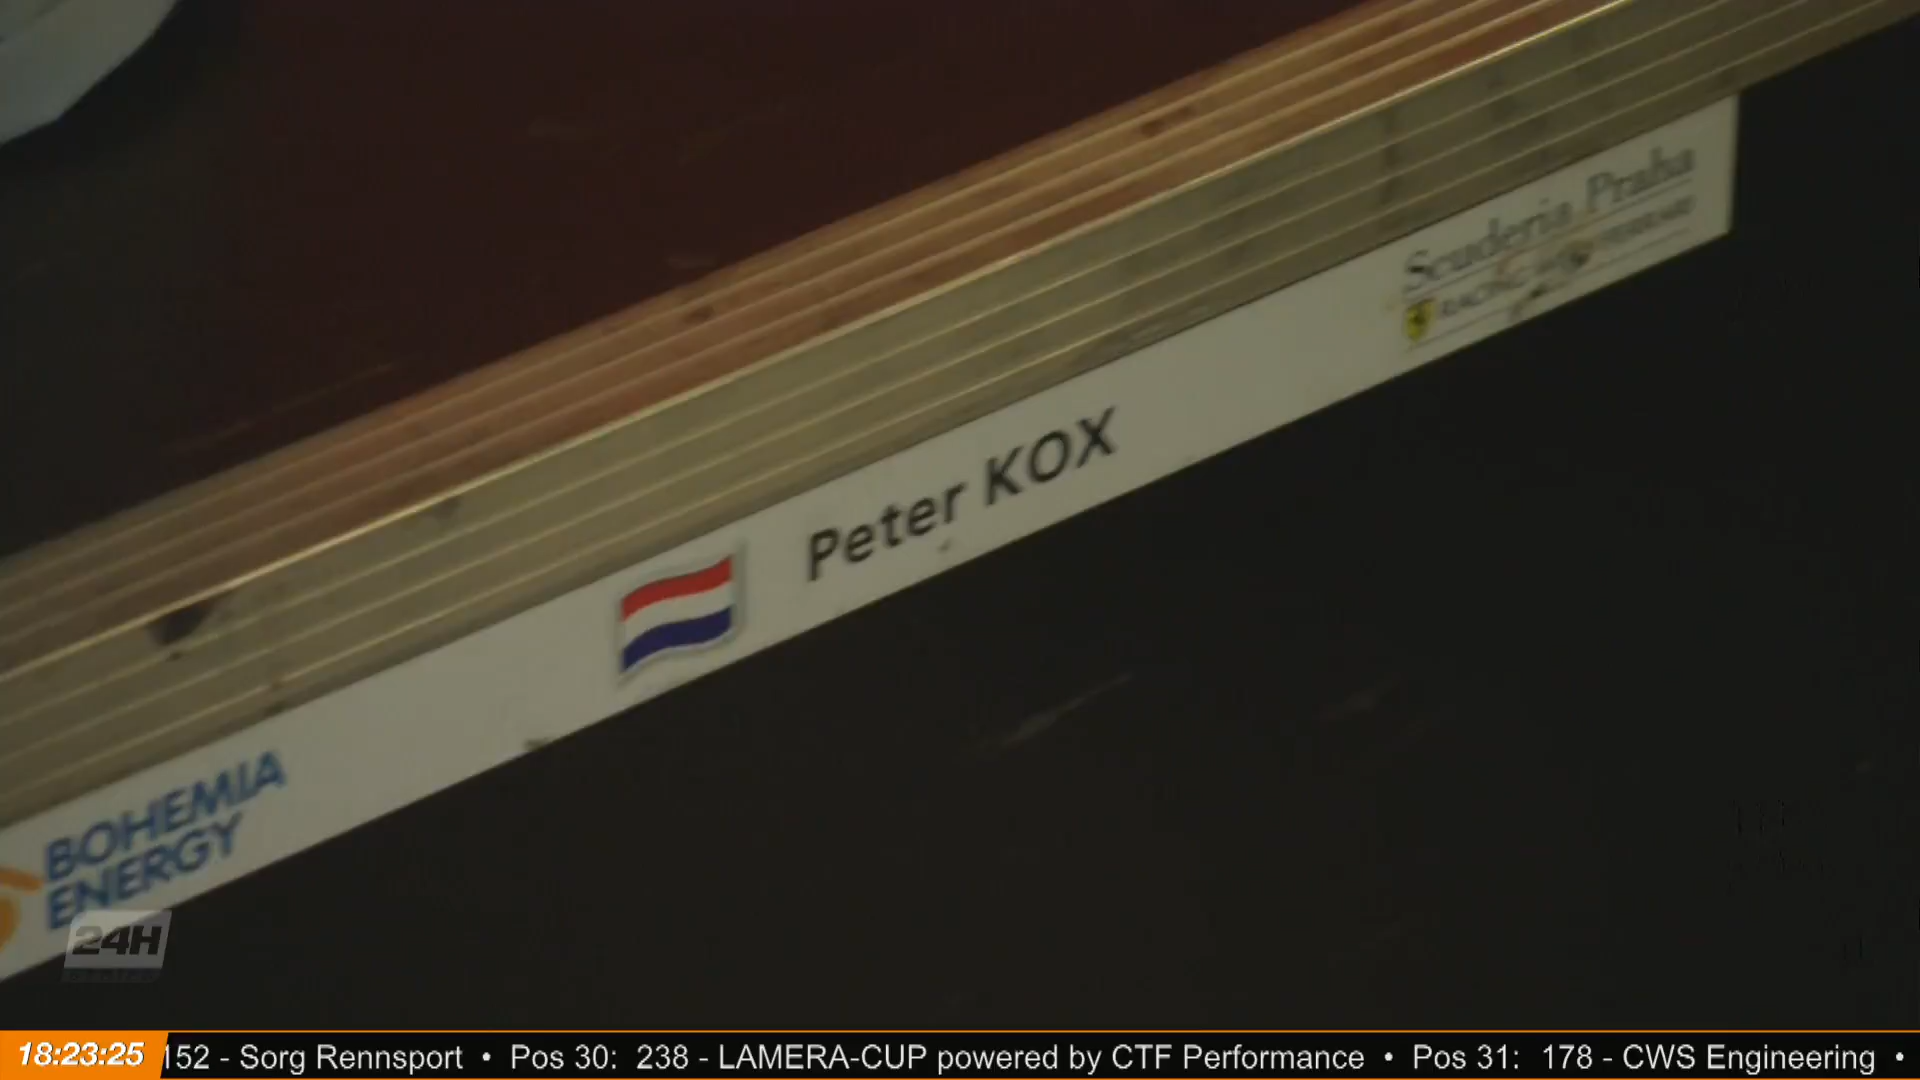 Scuderia Praha
RACING
Peter KOX
BOHEMIA
ENERGY
24H
18:23:25 152 - Sorg Rennsport • Pos 30: 238 - LAMERA-CUP powered by CTF Performance • Pos 31: 178 - CWS Engineering •